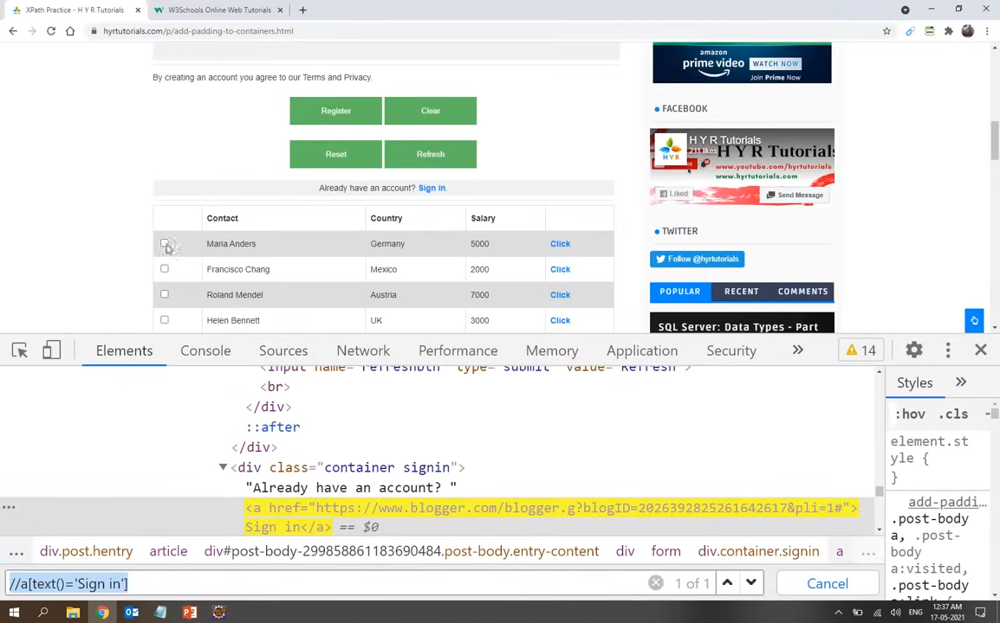 XPath Practice - H Y R Tutorials
W3Schools Online Web Tutorials
hyrtutorials.com/p/add-padding-to-containers.html
By creating an account you agree to our Terms and Privacy.
Register
Clear
Reset
Refresh
Already have an account? Sign in.
Contact Country Salary
Maria Anders Germany 5000 Click
Francisco Chang Mexico 2000 Click
Roland Mendel Austria 7000 Click
Helen Bennett UK 3000 Click
amazon
prime video
WATCH NOW
Join Prime Now
FACEBOOK
H Y R Tutorials
211 likes
H Y R Tutorials
www.youtube.com/hyrtutorials
www.hyrtutorials.com
HYR
Liked
Send Message
TWITTER
Follow @hyrtutorials
POPULAR RECENT COMMENTS
SQL Server: Data Types - Part
Elements Console Sources Network Performance Memory Application Security » 14
<input name="refreshbtn" type="submit" value="Refresh">
<br>
</div>
::after
</div>
<div class="container signin">
"Already have an account? "
<a href="https://www.blogger.com/blogger.g?blogID=2026392825261642617&pli=1#">
Sign in</a> == $0
Styles »
:hov .cls
element.st
yle {
}
add-paddi…
.post-body
a, .post-
body
a:visited,
.post-body
a:link {
... div.post.hentry article div#post-body-299858861183690484.post-body.entry-content div form div.container.signin a ...
//a[text()='Sign in']
1 of 1
Cancel
ENG
12:37 AM
17-05-2021